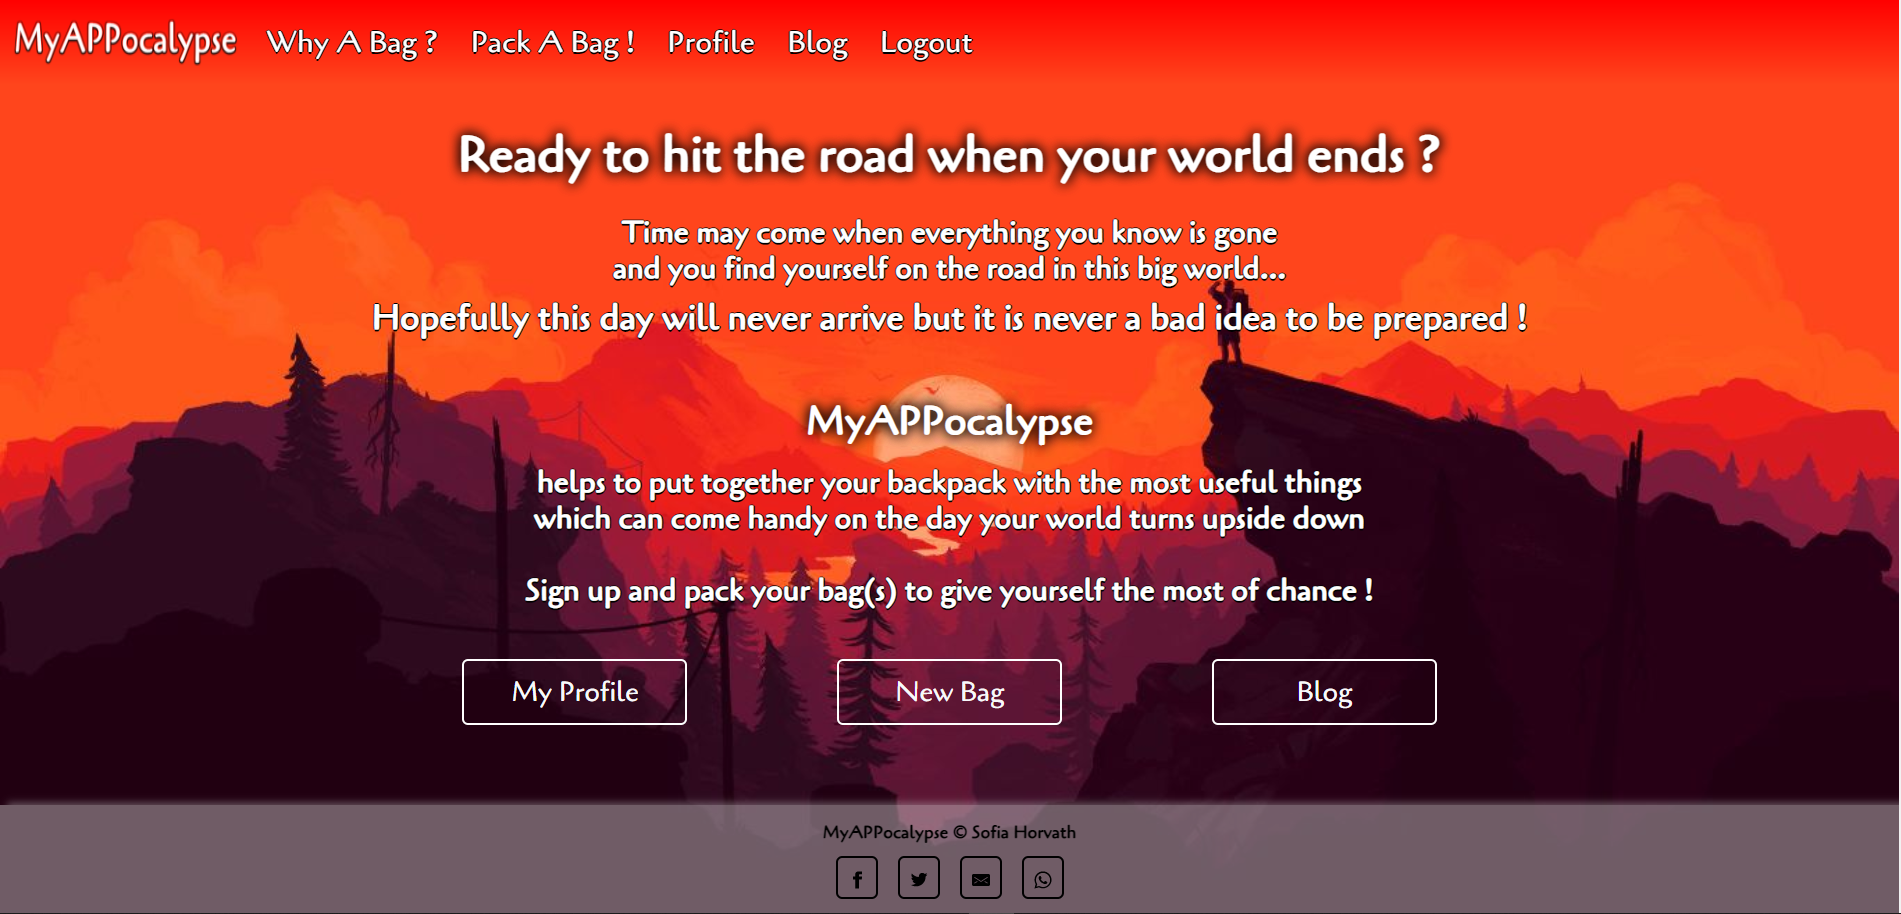 MyAPPocalypse Why A Bag ? Pack A Bag ! Profile Blog Logout
Ready to hit the road when your world ends ?
Time may come when everything you know is gone
and you find yourself on the road in this big world...
Hopefully this day will never arrive but it is never a bad idea to be prepared !
MyAPPocalypse
helps to put together your backpack with the most useful things
which can come handy on the day your world turns upside down
Sign up and pack your bag(s) to give yourself the most of chance !
My Profile New Bag Blog
MyAPPocalypse © Sofia Horvath